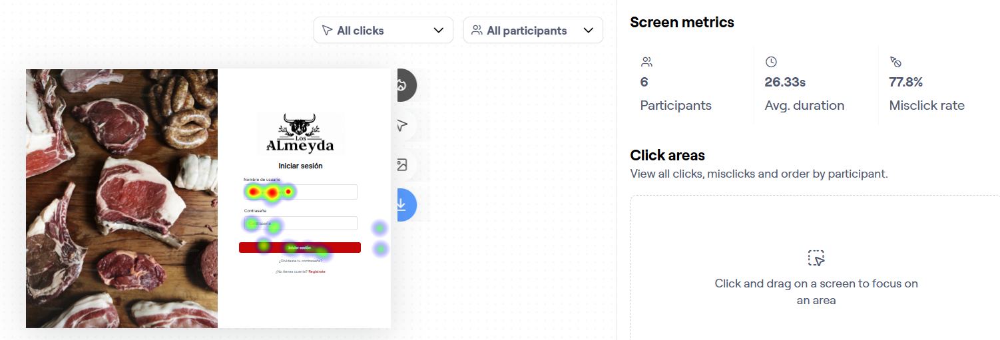 All clicks
All participants
LOS
ALmeyda
Iniciar sesión
Nombre de usuario
Contraseña
Contraseña
Iniciar sesión
¿Olvidaste tu contraseña?
¿No tienes cuenta? Regístrate
Screen metrics
6
26.33s
77.8%
Participants
Avg. duration
Misclick rate
Click areas
View all clicks, misclicks and order by participant.
Click and drag on a screen to focus on
an area